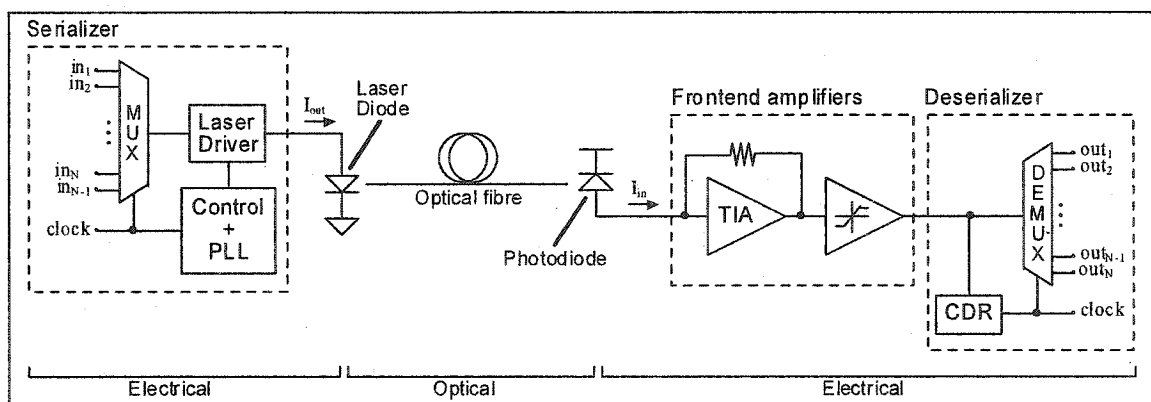 Serializer
in1
in2
inN
inN-1
clock
MUX
Laser
Driver
Control
+
PLL
Iout
Laser
Diode
Optical fibre
Photodiode
Iin
Frontend amplifiers
TIA
Deserializer
DEMUX
CDR
out1
out2
outN-1
outN
clock
Electrical
Optical
Electrical